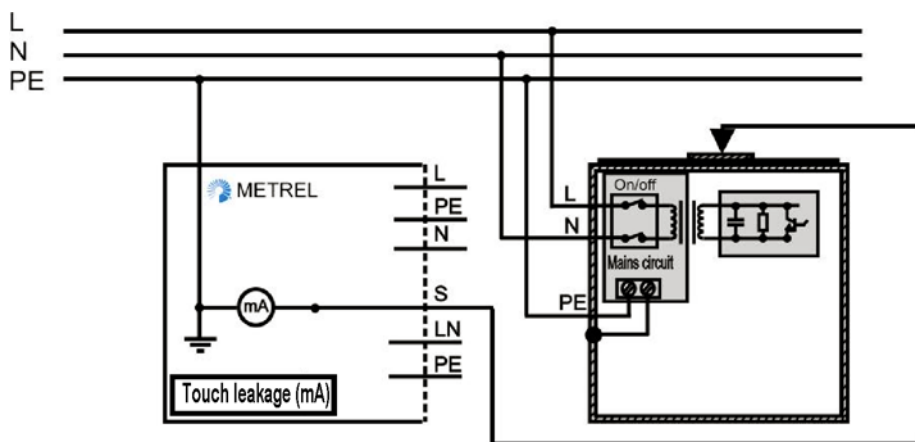 L
N
PE
METREL
L
PE
N
mA
S
LN
PE
Touch leakage (mA)
On/off
L
N
Mains circuit
PE